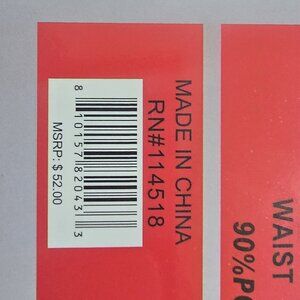 MADE IN CHINA
RN#114518
8 10157 82043 3
MSRP: $ 52.00
WAIST
90%P